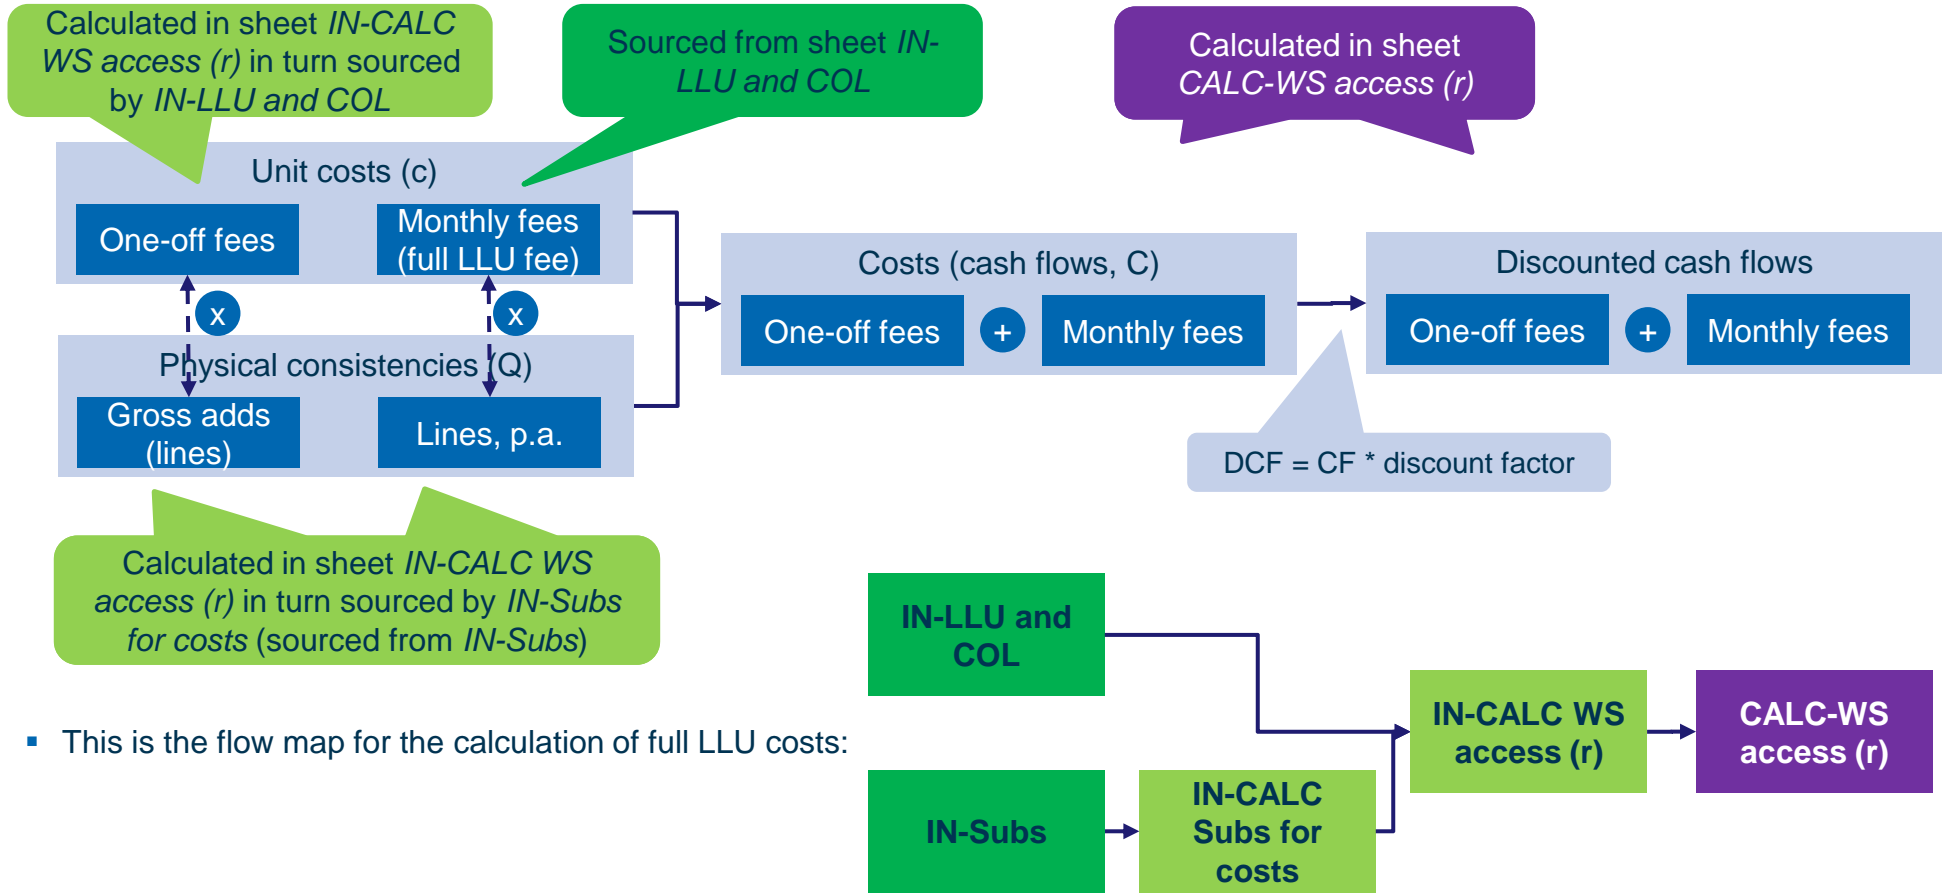 Calculated in sheet IN-CALC
WS access (r) in turn sourced
by IN-LLU and COL
Sourced from sheet IN-
LLU and COL
Calculated in sheet
CALC-WS access (r)
Unit costs (c)
One-off fees
Monthly fees
(full LLU fee)
x
x
Physical consistencies (Q)
Gross adds
(lines)
Lines, p.a.
Costs (cash flows, C)
One-off fees
+
Monthly fees
Discounted cash flows
One-off fees
+
Monthly fees
DCF = CF * discount factor
Calculated in sheet IN-CALC WS
access (r) in turn sourced by IN-Subs
for costs (sourced from IN-Subs)
▪ This is the flow map for the calculation of full LLU costs:
IN-LLU and
COL
IN-Subs
IN-CALC
Subs for
costs
IN-CALC WS
access (r)
CALC-WS
access (r)